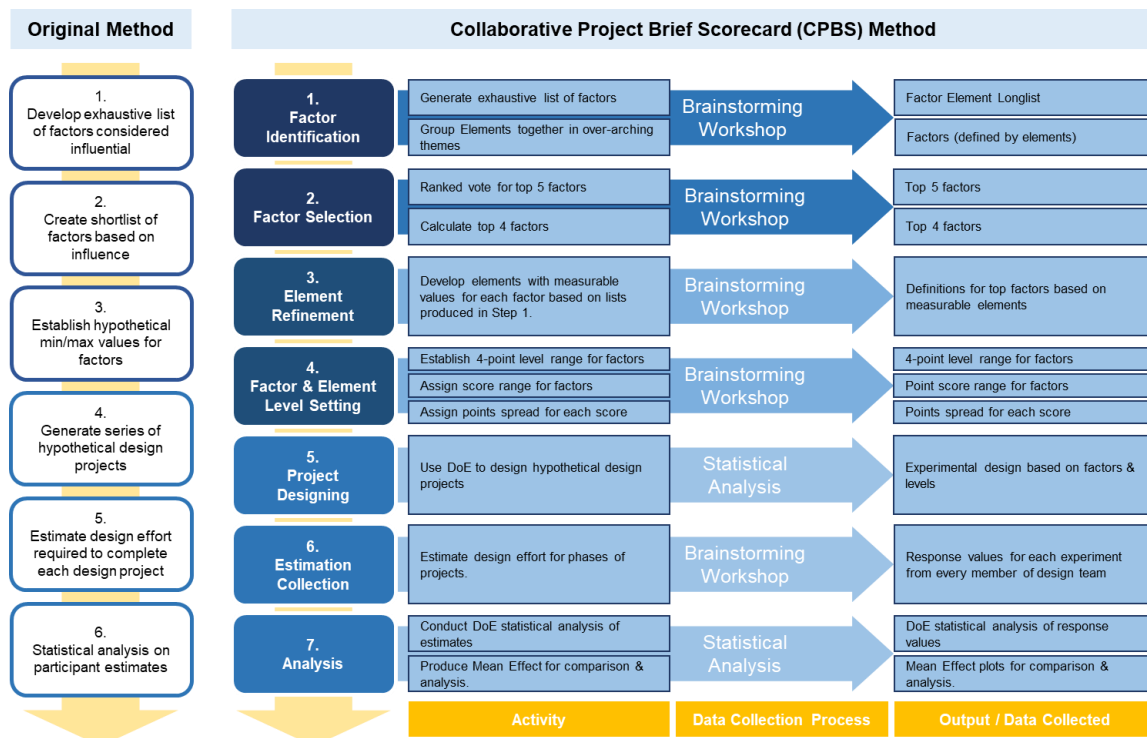 Original Method
1.
Develop exhaustive list
of factors considered
influential
2.
Create shortlist of
factors based on
influence
3.
Establish hypothetical
min/max values for
factors
4.
Generate series of
hypothetical design
projects
5.
Estimate design effort
required to complete
each design project
6.
Statistical analysis on
participant estimates
Collaborative Project Brief Scorecard (CPBS) Method
1.
Factor
Identification
Generate exhaustive list of factors
Group Elements together in over-arching
themes
Brainstorming
Workshop
Factor Element Longlist
Factors (defined by elements)
2.
Factor Selection
Ranked vote for top 5 factors
Calculate top 4 factors
Brainstorming
Workshop
Top 5 factors
Top 4 factors
3.
Element
Refinement
Develop elements with measurable
values for each factor based on lists
produced in Step 1.
Brainstorming
Workshop
Definitions for top factors based on
measurable elements
4.
Factor & Element
Level Setting
Establish 4-point level range for factors
Assign score range for factors
Assign points spread for each score
Brainstorming
Workshop
4-point level range for factors
Point score range for factors
Points spread for each score
5.
Project
Designing
Use DoE to design hypothetical design
projects
Statistical
Analysis
Experimental design based on factors &
levels
6.
Estimation
Collection
Estimate design effort for phases of
projects.
Brainstorming
Workshop
Response values for each experiment
from every member of design team
7.
Analysis
Conduct DoE statistical analysis of
estimates
Produce Mean Effect for comparison &
analysis.
Statistical
Analysis
DoE statistical analysis of response
values
Mean Effect plots for comparison &
analysis.
Activity
Data Collection Process
Output / Data Collected